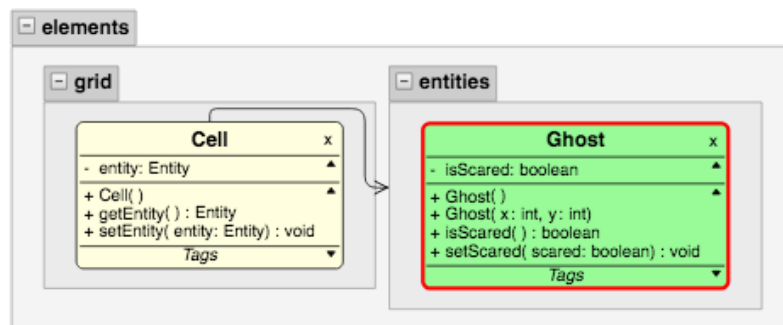 elements
grid
Cell x
- entity: Entity
+ Cell( )
+ getEntity( ) : Entity
+ setEntity( entity: Entity) : void
Tags
entities
Ghost x
- isScared: boolean
+ Ghost( )
+ Ghost( x: int, y: int)
+ isScared( ) : boolean
+ setScared( scared: boolean) : void
Tags